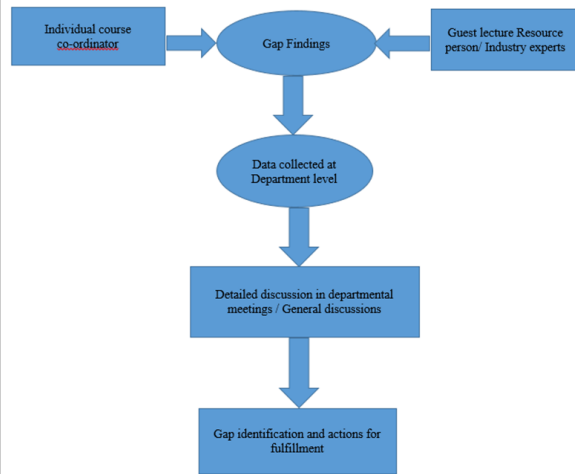 Individual course
co-ordinator
Gap Findings
Guest lecture Resource
person/ Industry experts
Data collected at
Department level
Detailed discussion in departmental
meetings / General discussions
Gap identification and actions for
fulfillment